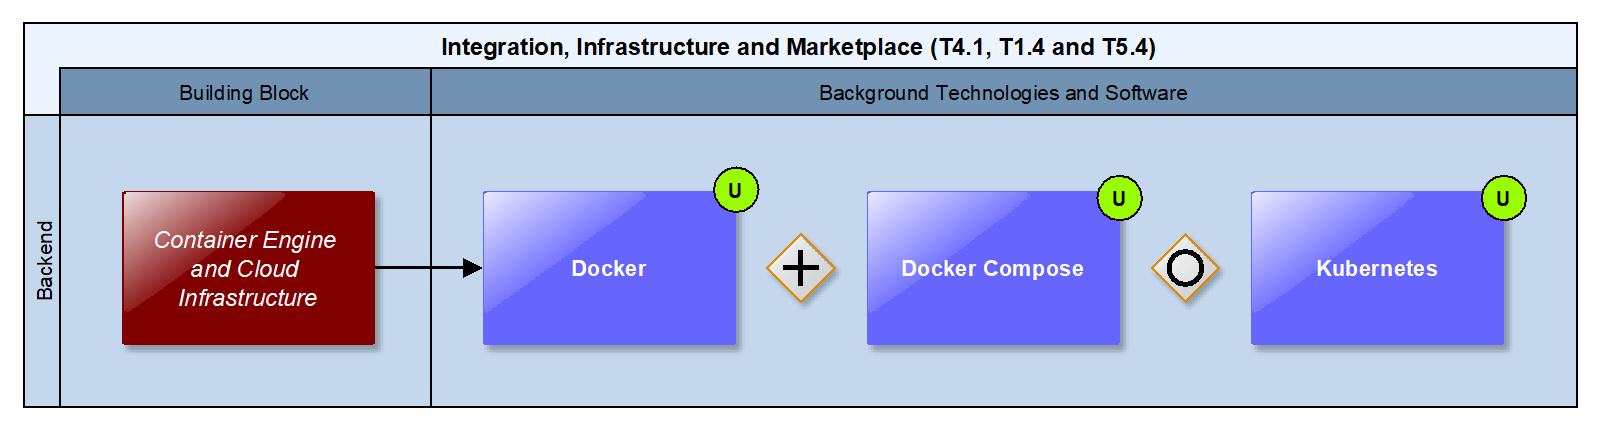 Integration, Infrastructure and Marketplace (T4.1, T1.4 and T5.4)
Building Block
Background Technologies and Software
Backend
Container Engine
and Cloud
Infrastructure
Docker
U
Docker Compose
U
Kubernetes
U